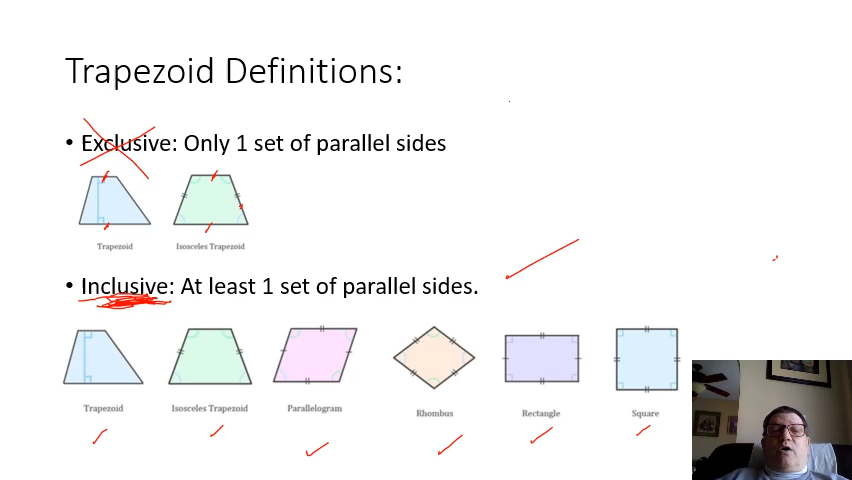 Trapezoid Definitions:
• Exclusive: Only 1 set of parallel sides
Trapezoid Isosceles Trapezoid
• Inclusive: At least 1 set of parallel sides.
Trapezoid Isosceles Trapezoid Parallelogram Rhombus Rectangle Square